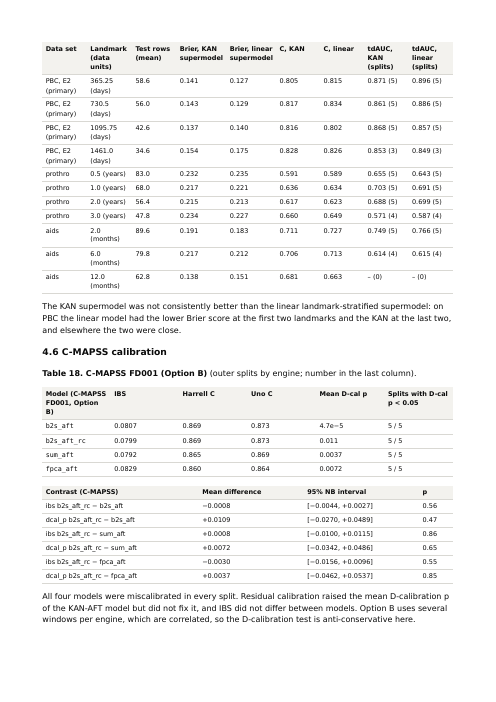 Data set Landmark (data units) Test rows (mean) Brier, KAN supermodel Brier, linear supermodel C, KAN C, linear tdAUC, KAN (splits) tdAUC, linear (splits)
PBC, E2 (primary) 365.25 (days) 58.6 0.141 0.127 0.805 0.815 0.871 (5) 0.896 (5)
PBC, E2 (primary) 730.5 (days) 56.0 0.143 0.129 0.817 0.834 0.861 (5) 0.886 (5)
PBC, E2 (primary) 1095.75 (days) 42.6 0.137 0.140 0.816 0.802 0.868 (5) 0.857 (5)
PBC, E2 (primary) 1461.0 (days) 34.6 0.154 0.175 0.828 0.826 0.853 (3) 0.849 (3)
prothro 0.5 (years) 83.0 0.232 0.235 0.591 0.589 0.655 (5) 0.643 (5)
prothro 1.0 (years) 68.0 0.217 0.221 0.636 0.634 0.703 (5) 0.691 (5)
prothro 2.0 (years) 56.4 0.215 0.213 0.617 0.623 0.688 (5) 0.699 (5)
prothro 3.0 (years) 47.8 0.234 0.227 0.660 0.649 0.571 (4) 0.587 (4)
aids 2.0 (months) 89.6 0.191 0.183 0.711 0.727 0.749 (5) 0.766 (5)
aids 6.0 (months) 79.8 0.217 0.212 0.706 0.713 0.614 (4) 0.615 (4)
aids 12.0 (months) 62.8 0.138 0.151 0.681 0.663 – (0) – (0)
The KAN supermodel was not consistently better than the linear landmark-stratified supermodel: on
PBC the linear model had the lower Brier score at the first two landmarks and the KAN at the last two,
and elsewhere the two were close.
4.6 C-MAPSS calibration
Table 18. C-MAPSS FD001 (Option B) (outer splits by engine; number in the last column).
Model (C-MAPSS FD001, Option B) IBS Harrell C Uno C Mean D-cal p Splits with D-cal p < 0.05
b2s_aft 0.0807 0.869 0.873 4.7e−5 5 / 5
b2s_aft_rc 0.0799 0.869 0.873 0.011 5 / 5
sum_aft 0.0792 0.865 0.869 0.0037 5 / 5
fpca_aft 0.0829 0.860 0.864 0.0072 5 / 5
Contrast (C-MAPSS) Mean difference 95% NB interval p
ibs b2s_aft_rc − b2s_aft −0.0008 [−0.0044, +0.0027] 0.56
dcal_p b2s_aft_rc − b2s_aft +0.0109 [−0.0270, +0.0489] 0.47
ibs b2s_aft_rc − sum_aft +0.0008 [−0.0100, +0.0115] 0.86
dcal_p b2s_aft_rc − sum_aft +0.0072 [−0.0342, +0.0486] 0.65
ibs b2s_aft_rc − fpca_aft −0.0030 [−0.0156, +0.0096] 0.55
dcal_p b2s_aft_rc − fpca_aft +0.0037 [−0.0462, +0.0537] 0.85
All four models were miscalibrated in every split. Residual calibration raised the mean D-calibration p
of the KAN-AFT model but did not fix it, and IBS did not differ between models. Option B uses several
windows per engine, which are correlated, so the D-calibration test is anti-conservative here.